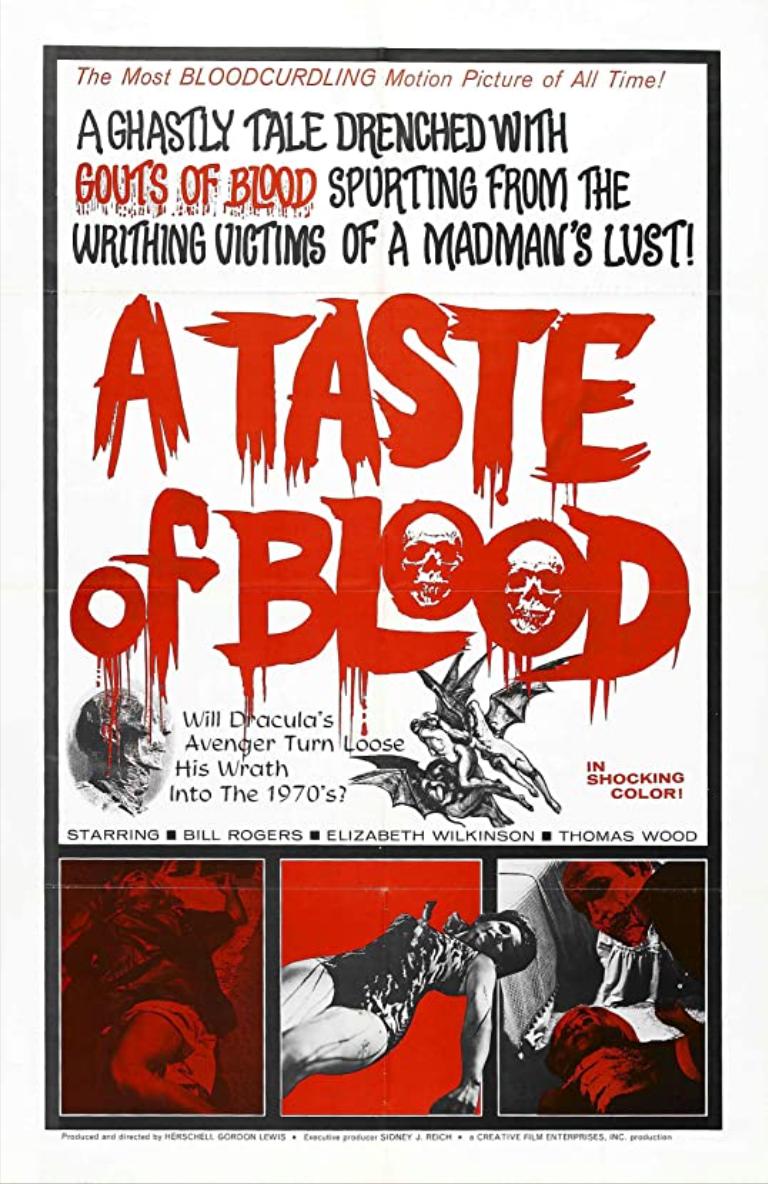 The Most BLOODCURDLING Motion Picture of All Time!
A GHASTLY TALE DRENCHED WITH
GOUTS OF BLOOD SPURTING FROM THE
WRITHING VICTIMS OF A MADMAN'S LUST!
A TASTE
of BLOOD
Will Dracula's
Avenger Turn Loose
His Wrath
Into The 1970's?
IN
SHOCKING
COLOR!
STARRING ■ BILL ROGERS ■ ELIZABETH WILKINSON ■ THOMAS WOOD
Produced and directed by HERSCHELL GORDON LEWIS • Executive producer SIDNEY J. REICH • a CREATIVE FILM ENTERPRISES, INC. production